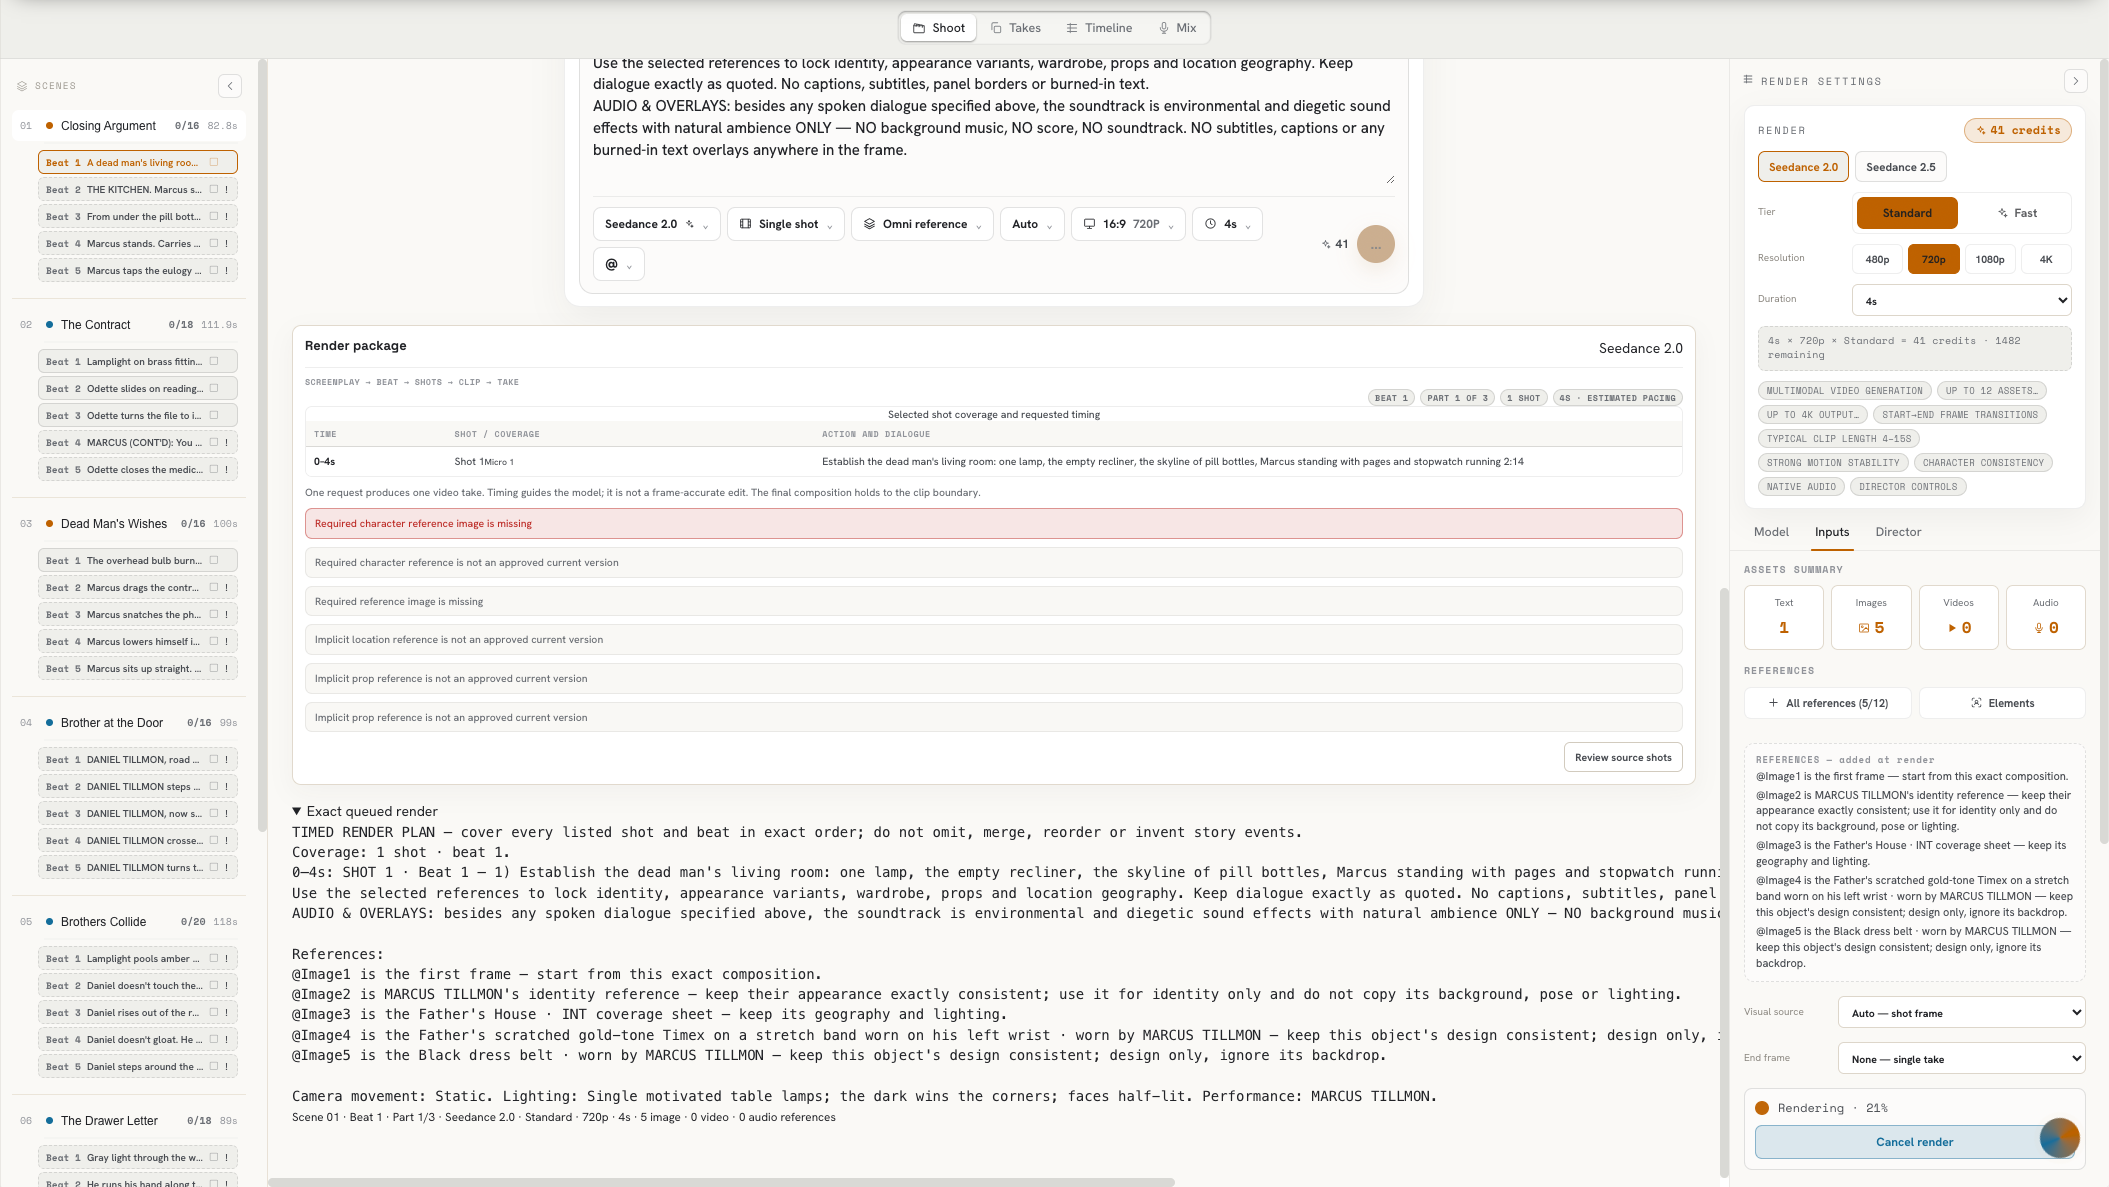 Shoot
Takes
Timeline
Mix
SCENES
01 Closing Argument 0/16 82.8s
Beat 1 A dead man's living roo...
Beat 2 THE KITCHEN. Marcus s... !
Beat 3 From under the pill bott... !
Beat 4 Marcus stands. Carries ... !
Beat 5 Marcus taps the eulogy ... !
02 The Contract 0/18 111.9s
Beat 1 Lamplight on brass fittin...
Beat 2 Odette slides on reading...
Beat 3 Odette turns the file to i...
Beat 4 MARCUS (CONT'D): You ... !
Beat 5 Odette closes the medic... !
03 Dead Man's Wishes 0/16 100s
Beat 1 The overhead bulb burn...
Beat 2 Marcus drags the contr... !
Beat 3 Marcus snatches the ph... !
Beat 4 Marcus lowers himself i... !
Beat 5 Marcus sits up straight. ... !
04 Brother at the Door 0/16 99s
Beat 1 DANIEL TILLMON, road ... !
Beat 2 DANIEL TILLMON steps ... !
Beat 3 DANIEL TILLMON, now s... !
Beat 4 DANIEL TILLMON crosse... !
Beat 5 DANIEL TILLMON turns t... !
05 Brothers Collide 0/20 118s
Beat 1 Lamplight pools amber ... !
Beat 2 Daniel doesn't touch the... !
Beat 3 Daniel rises out of the r... !
Beat 4 Daniel doesn't gloat. He ... !
Beat 5 Daniel steps around the ... !
06 The Drawer Letter 0/18 89s
Beat 1 Gray light through the w... !
Beat 2 He runs his hand along t... !
Use the selected references to lock identity, appearance variants, wardrobe, props and location geography. Keep
dialogue exactly as quoted. No captions, subtitles, panel borders or burned-in text.
AUDIO & OVERLAYS: besides any spoken dialogue specified above, the soundtrack is environmental and diegetic sound
effects with natural ambience ONLY — NO background music, NO score, NO soundtrack. NO subtitles, captions or any
burned-in text overlays anywhere in the frame.
Seedance 2.0
Single shot
Omni reference
Auto
16:9 720P
4s
@
41
...
Render package
Seedance 2.0
SCREENPLAY → BEAT → SHOTS → CLIP → TAKE
BEAT 1
PART 1 OF 3
1 SHOT
4S · ESTIMATED PACING
Selected shot coverage and requested timing
TIME SHOT / COVERAGE ACTION AND DIALOGUE
0-4s Shot 1Micro 1 Establish the dead man's living room: one lamp, the empty recliner, the skyline of pill bottles, Marcus standing with pages and stopwatch running 2:14
One request produces one video take. Timing guides the model; it is not a frame-accurate edit. The final composition holds to the clip boundary.
Required character reference image is missing
Required character reference is not an approved current version
Required reference image is missing
Implicit location reference is not an approved current version
Implicit prop reference is not an approved current version
Implicit prop reference is not an approved current version
Review source shots
▼ Exact queued render
TIMED RENDER PLAN — cover every listed shot and beat in exact order; do not omit, merge, reorder or invent story events.
Coverage: 1 shot · beat 1.
0–4s: SHOT 1 · Beat 1 — 1) Establish the dead man's living room: one lamp, the empty recliner, the skyline of pill bottles, Marcus standing with pages and stopwatch runni
Use the selected references to lock identity, appearance variants, wardrobe, props and location geography. Keep dialogue exactly as quoted. No captions, subtitles, panel
AUDIO & OVERLAYS: besides any spoken dialogue specified above, the soundtrack is environmental and diegetic sound effects with natural ambience ONLY — NO background music
References:
@Image1 is the first frame — start from this exact composition.
@Image2 is MARCUS TILLMON's identity reference — keep their appearance exactly consistent; use it for identity only and do not copy its background, pose or lighting.
@Image3 is the Father's House · INT coverage sheet — keep its geography and lighting.
@Image4 is the Father's scratched gold-tone Timex on a stretch band worn on his left wrist · worn by MARCUS TILLMON — keep this object's design consistent; design only, i
@Image5 is the Black dress belt · worn by MARCUS TILLMON — keep this object's design consistent; design only, ignore its backdrop.
Camera movement: Static. Lighting: Single motivated table lamps; the dark wins the corners; faces half-lit. Performance: MARCUS TILLMON.
Scene 01 · Beat 1 · Part 1/3 · Seedance 2.0 · Standard · 720p · 4s · 5 image · 0 video · 0 audio references
RENDER SETTINGS
RENDER
41 credits
Seedance 2.0
Seedance 2.5
Tier Standard Fast
Resolution 480p 720p 1080p 4K
Duration 4s
4s × 720p × Standard = 41 credits · 1482
remaining
MULTIMODAL VIDEO GENERATION
UP TO 12 ASSETS…
UP TO 4K OUTPUT…
START→END FRAME TRANSITIONS
TYPICAL CLIP LENGTH 4–15S
STRONG MOTION STABILITY
CHARACTER CONSISTENCY
NATIVE AUDIO
DIRECTOR CONTROLS
Model
Inputs
Director
ASSETS SUMMARY
Text Images Videos Audio
1 5 0 0
REFERENCES
All references (5/12)
Elements
REFERENCES — added at render
@Image1 is the first frame — start from this exact composition.
@Image2 is MARCUS TILLMON's identity reference — keep their
appearance exactly consistent; use it for identity only and do
not copy its background, pose or lighting.
@Image3 is the Father's House · INT coverage sheet — keep its
geography and lighting.
@Image4 is the Father's scratched gold-tone Timex on a stretch
band worn on his left wrist · worn by MARCUS TILLMON — keep
this object's design consistent; design only, ignore its backdrop.
@Image5 is the Black dress belt · worn by MARCUS TILLMON —
keep this object's design consistent; design only, ignore its
backdrop.
Visual source Auto — shot frame
End frame None — single take
Rendering · 21%
Cancel render